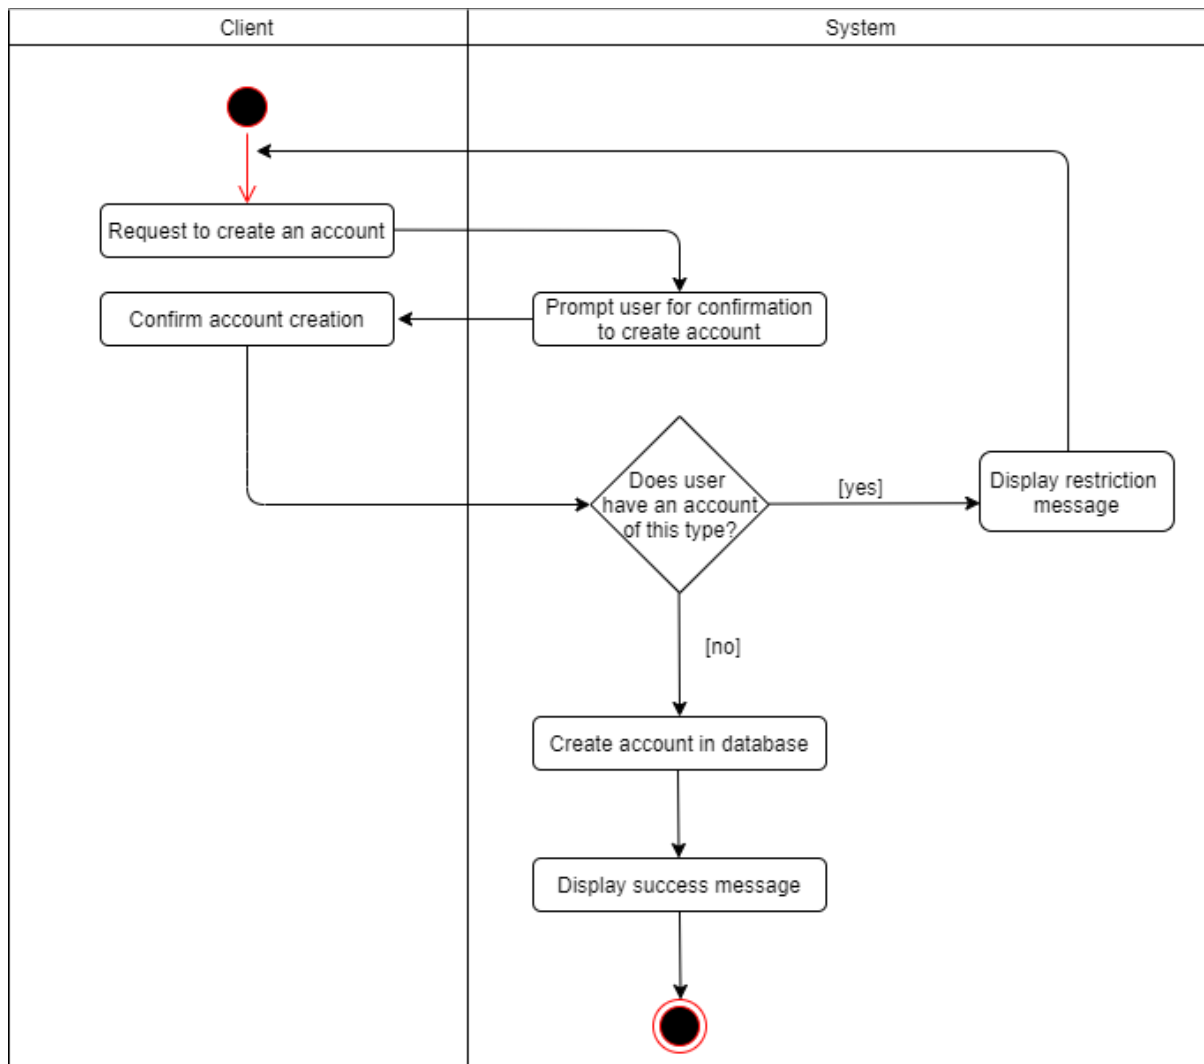 Client
System
Request to create an account
Prompt user for confirmation
to create account
Confirm account creation
Does user
have an account
of this type?
[yes]
Display restriction
message
[no]
Create account in database
Display success message